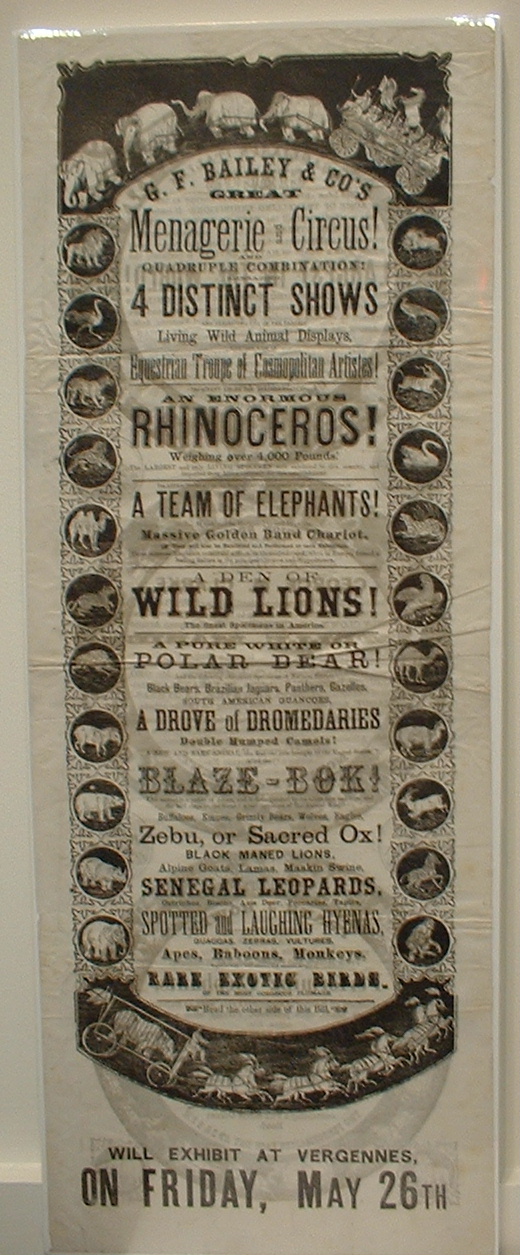 G. F. BAILEY & CO'S
GREAT
Menagerie AND Circus!
AND
QUADRUPLE COMBINATION!
4 DISTINCT SHOWS
Living Wild Animal Displays,
Equestrian Troupe of Cosmopolitan Artistes!
AN ENORMOUS
RHINOCEROS!
Weighing over 4,000 Pounds!
A TEAM OF ELEPHANTS!
Massive Golden Band Chariot.
A DEN OF
WILD LIONS!
The finest Specimens in America.
A PURE WHITE OR
POLAR BEAR!
Black Bears, Brazilian Jaguars, Panthers, Gazelles,
SOUTH AMERICAN GUANCOES,
A DROVE of DROMEDARIES
Double Humped Camels!
BLAZE-BOK!
Buffaloes, Grizzly Bears, Wolves, Eagles,
Zebu, or Sacred Ox!
BLACK MANED LIONS,
Alpine Goats, Lamas, Maskin Swine,
SENEGAL LEOPARDS,
SPOTTED and LAUGHING HYENAS,
QUAGGAS, ZEBRAS, VULTURES,
Apes, Baboons, Monkeys,
RARE EXOTIC BIRDS,
Read the other side of this Bill.
WILL EXHIBIT AT VERGENNES,
ON FRIDAY, MAY 26TH